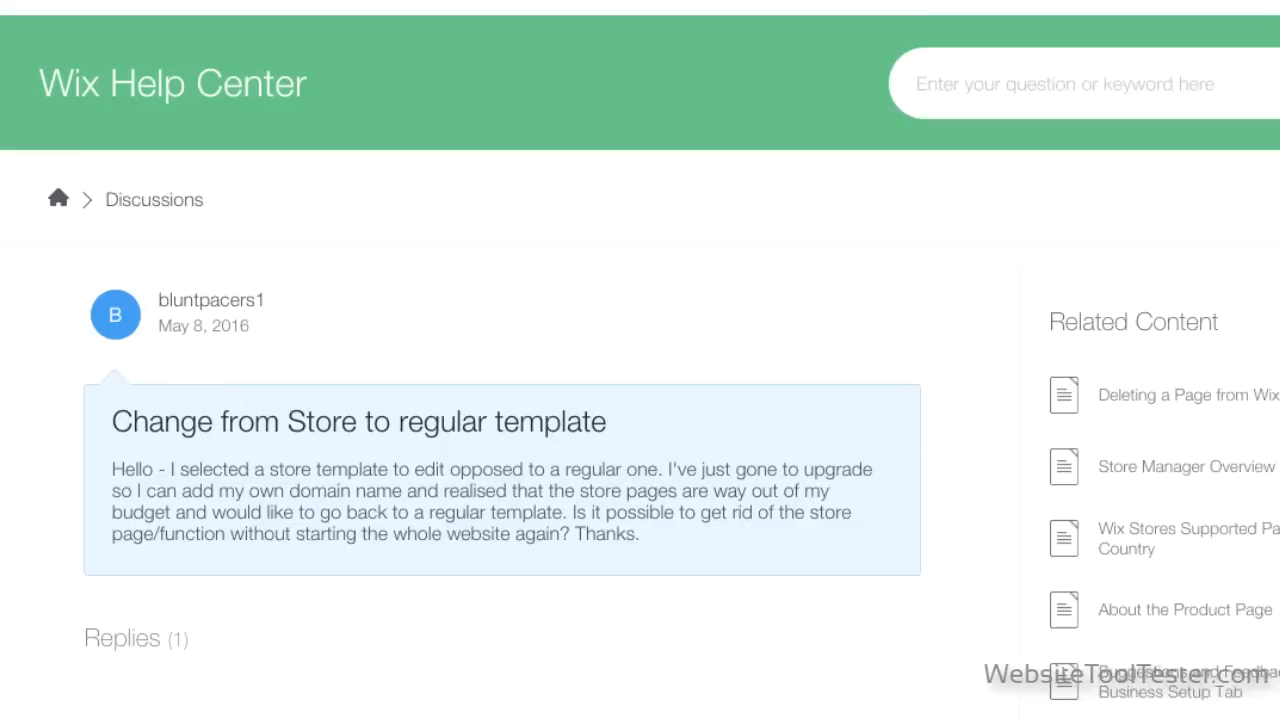 Wix Help Center
Enter your question or keyword here
Discussions
B
bluntpacers1
May 8, 2016
Change from Store to regular template
Hello - I selected a store template to edit opposed to a regular one. I've just gone to upgrade
so I can add my own domain name and realised that the store pages are way out of my
budget and would like to go back to a regular template. Is it possible to get rid of the store
page/function without starting the whole website again? Thanks.
Replies (1)
Related Content
Deleting a Page from Wix
Store Manager Overview
Wix Stores Supported Pa
Country
About the Product Page
Suggestions and Feedba
Business Setup Tab
WebsiteToolTester.com